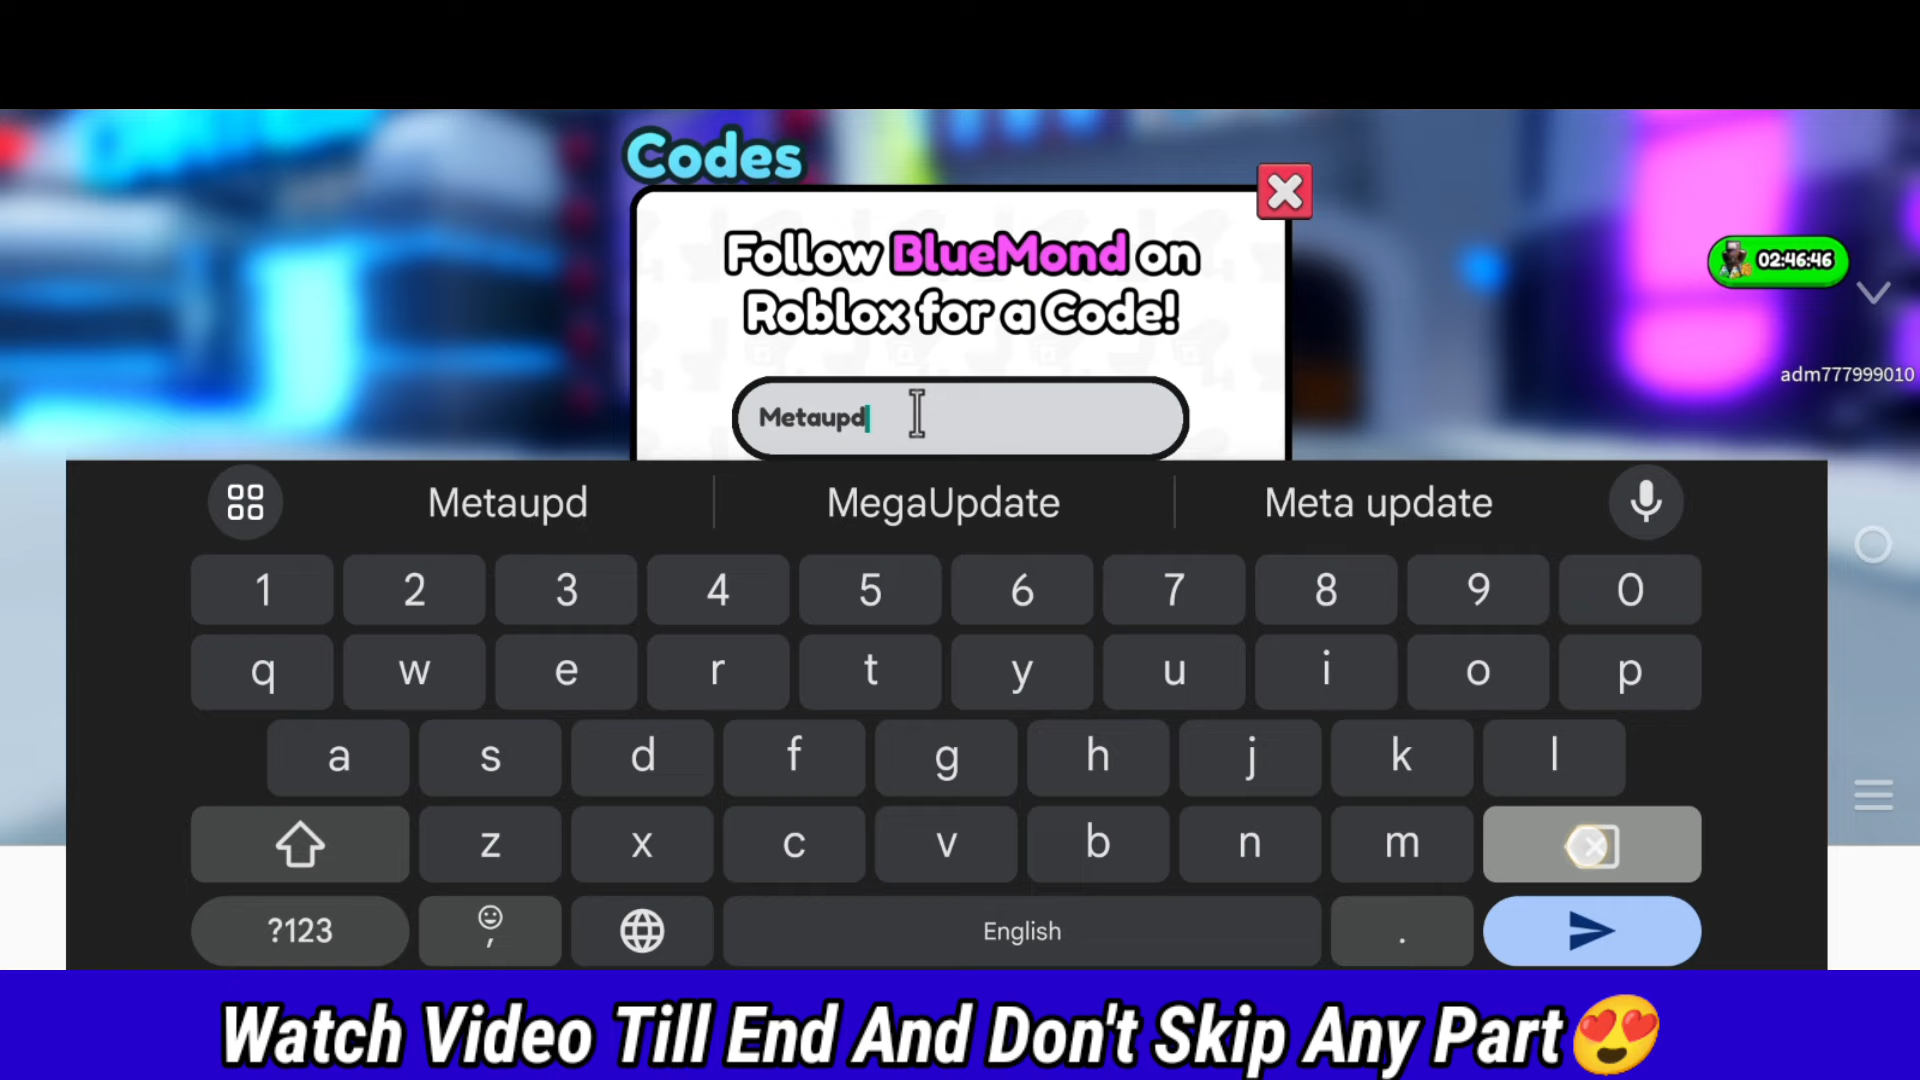 Codes
Follow BlueMond on
Roblox for a Code!
02:46:46
adm777999010
Metaupd
Metaupd MegaUpdate Meta update
1 2 3 4 5 6 7 8 9 0
q w e r t y u i o p
a s d f g h j k l
z x c v b n m
?123 , English .
Watch Video Till End And Don't Skip Any Part😍